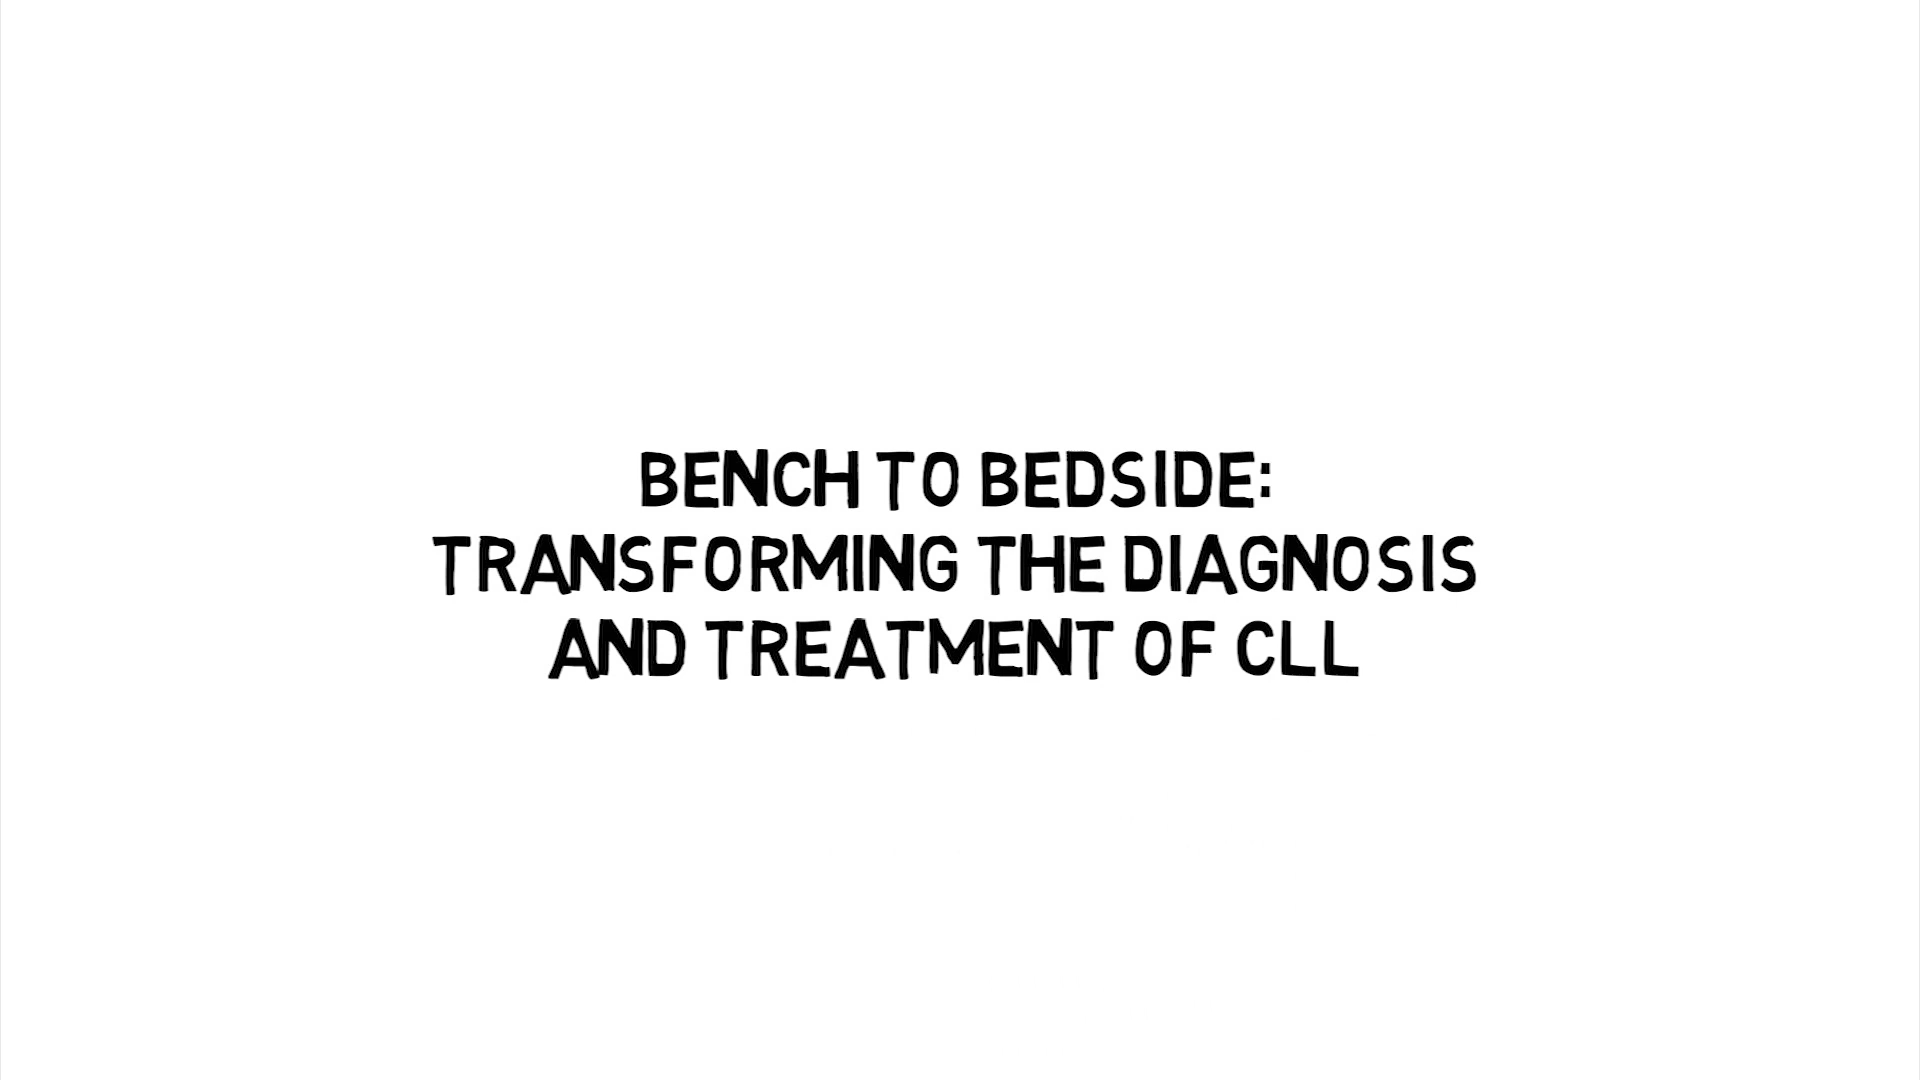 BENCH TO BEDSIDE:
TRANSFORMING THE DIAGNOSIS
AND TREATMENT OF CLL